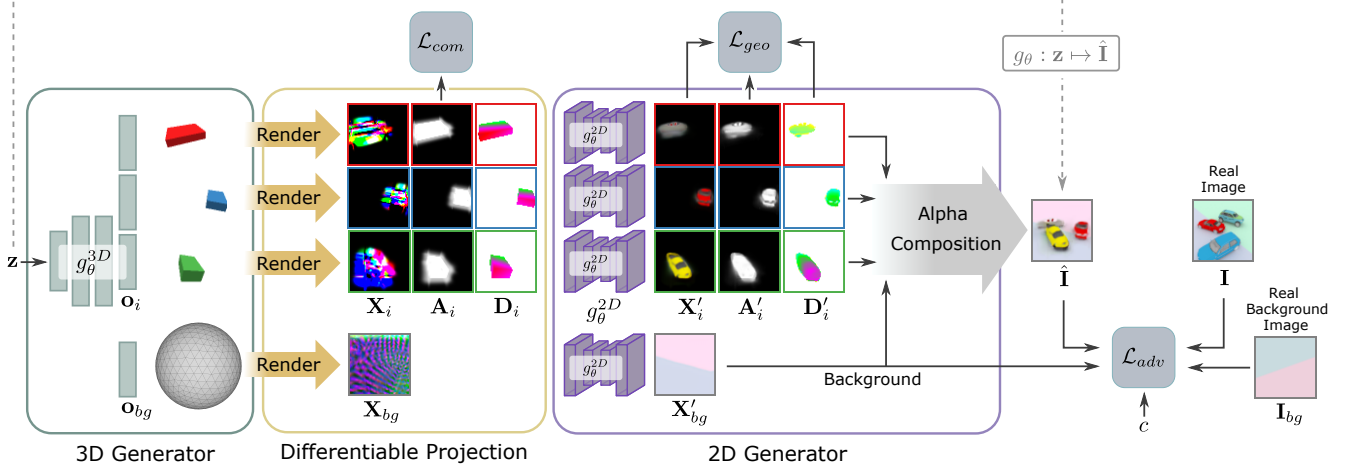 𝓛_com
𝓛_geo
g_θ : 𝐳 ↦ Î
Render
g_θ^2D
Render
g_θ^2D
Alpha
Composition
Real
Image
𝐳
g_θ^3D
Render
g_θ^2D
𝐨_i
𝐗_i
𝐀_i
𝐃_i
g_θ^2D
𝐗′_i
𝐀′_i
𝐃′_i
Î
𝐈
Real
Background
Image
Render
g_θ^2D
Background
𝓛_adv
𝐨_bg
𝐗_bg
𝐗′_bg
c
𝐈_bg
3D Generator
Differentiable Projection
2D Generator